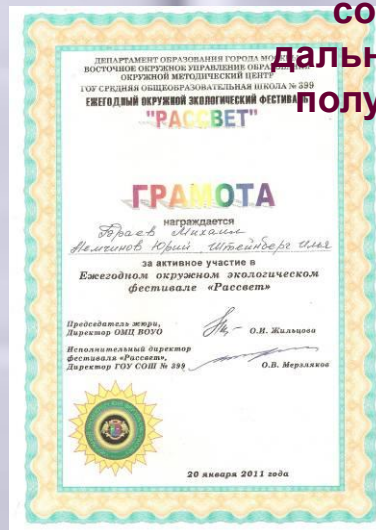 со
дальн
полу
ДЕПАРТАМЕНТ ОБРАЗОВАНИЯ ГОРОДА МО
ВОСТОЧНОЕ ОКРУЖНОЕ УПРАВЛЕНИЕ ОБРА
ОКРУЖНОЙ МЕТОДИЧЕСКИЙ ЦЕНТР
ГОУ СРЕДНЯЯ ОБЩЕОБРАЗОВАТЕЛЬНАЯ ШКОЛА № 399
ЕЖЕГОДНЫЙ ОКРУЖНОЙ ЭКОЛОГИЧЕСКИЙ ФЕСТИВАЛЬ
"РАССВЕТ"
ГРАМОТА
награждается
Михаил
Немчинов Юрий Штейнберг Илья
за активное участие в
Ежегодном окружном экологическом
фестивале «Рассвет»
Председатель жюри,
Директор ОМЦ ВОУО О.И. Жильцова
Исполнительный директор
фестиваля «Рассвет»,
Директор ГОУ СОШ № 399 О.В. Мерзляков
20 января 2011 года